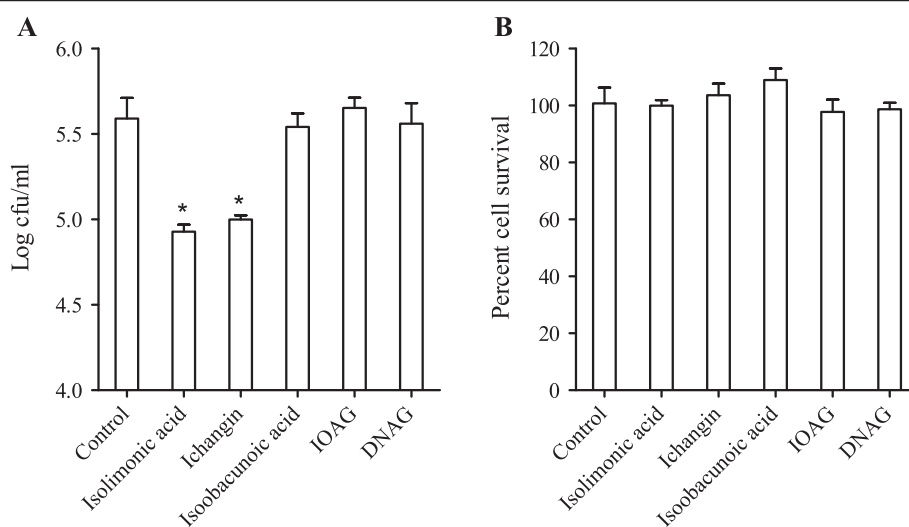 A
Log cfu/ml
6.0
5.5
5.0
4.5
4.0
*
*
Control
Isolimonic acid
Ichangin
Isoobacunoic acid
IOAG
DNAG
B
Percent cell survival
120
100
80
60
40
20
0
Control
Isolimonic acid
Ichangin
Isoobacunoic acid
IOAG
DNAG